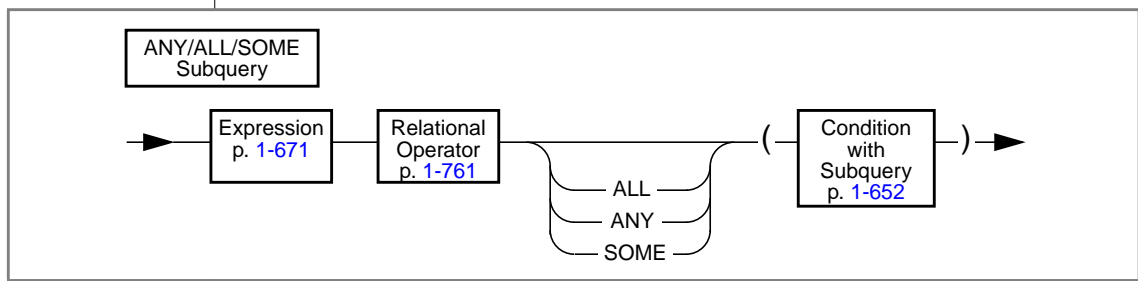 ANY/ALL/SOME
Subquery
Expression
p. 1-671
Relational
Operator
p. 1-761
ALL
ANY
SOME
(
Condition
with
Subquery
p. 1-652
)